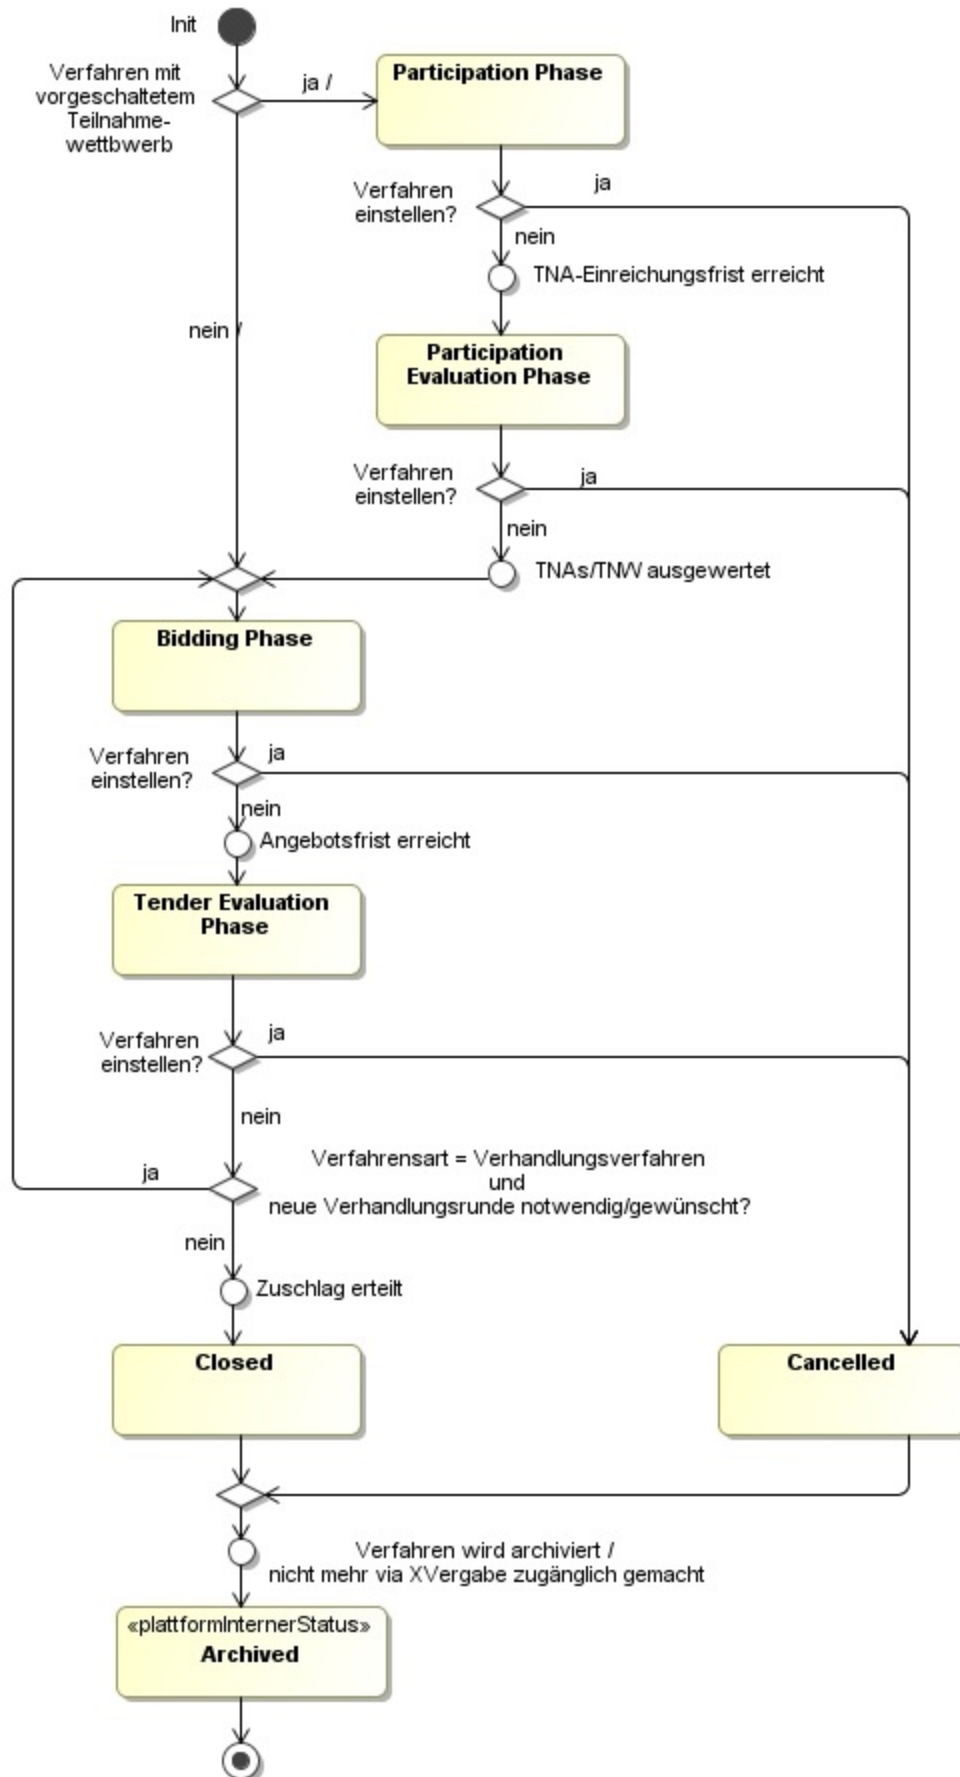 Init
Verfahren mit
vorgeschaltetem
Teilnahme-
wettbwerb
ja /
Participation Phase
Verfahren
einstellen?
ja
nein
TNA-Einreichungsfrist erreicht
nein /
Participation
Evaluation Phase
Verfahren
einstellen?
ja
nein
TNAs/TNW ausgewertet
Bidding Phase
Verfahren
einstellen?
ja
nein
Angebotsfrist erreicht
Tender Evaluation
Phase
Verfahren
einstellen?
ja
nein
ja
Verfahrensart = Verhandlungsverfahren
und
neue Verhandlungsrunde notwendig/gewünscht?
nein
Zuschlag erteilt
Closed
Cancelled
Verfahren wird archiviert /
nicht mehr via XVergabe zugänglich gemacht
«plattformInternerStatus»
Archived